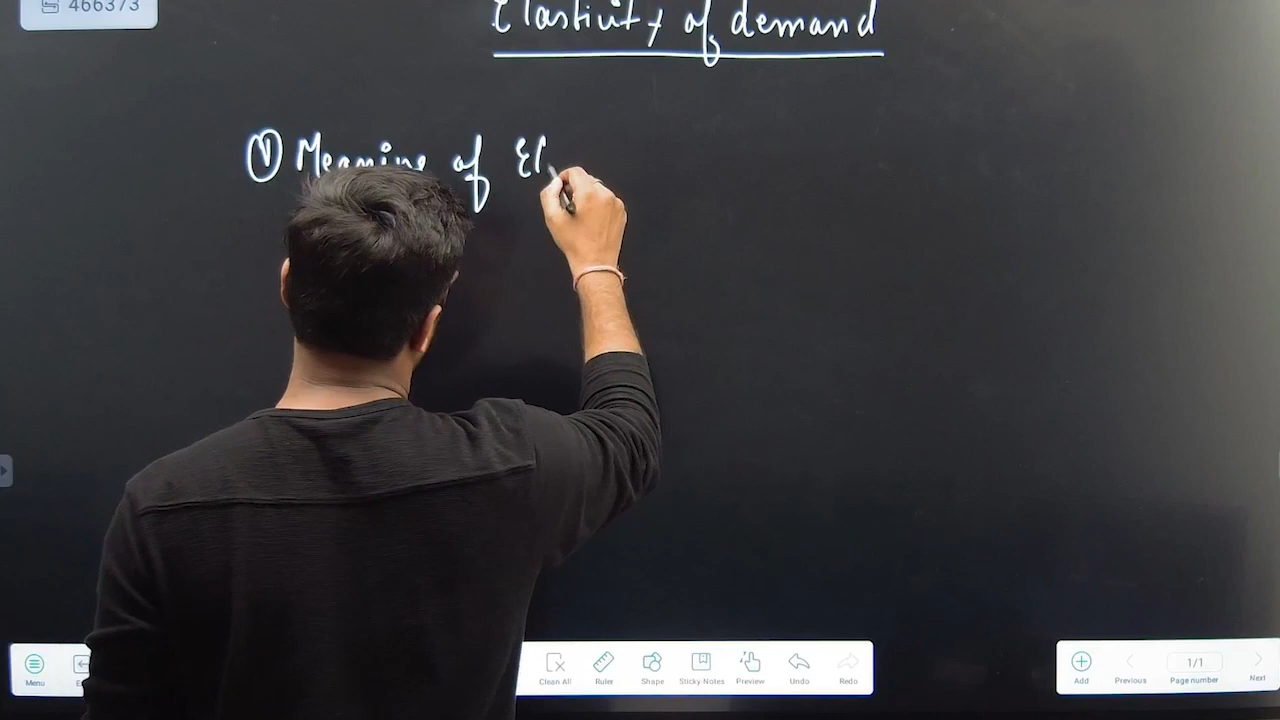 466373
Elasticity of demand
① Meaning of El
Menu
Clean All Ruler Shape Sticky Notes Preview Undo Redo
Add Previous 1/1 Page number Next